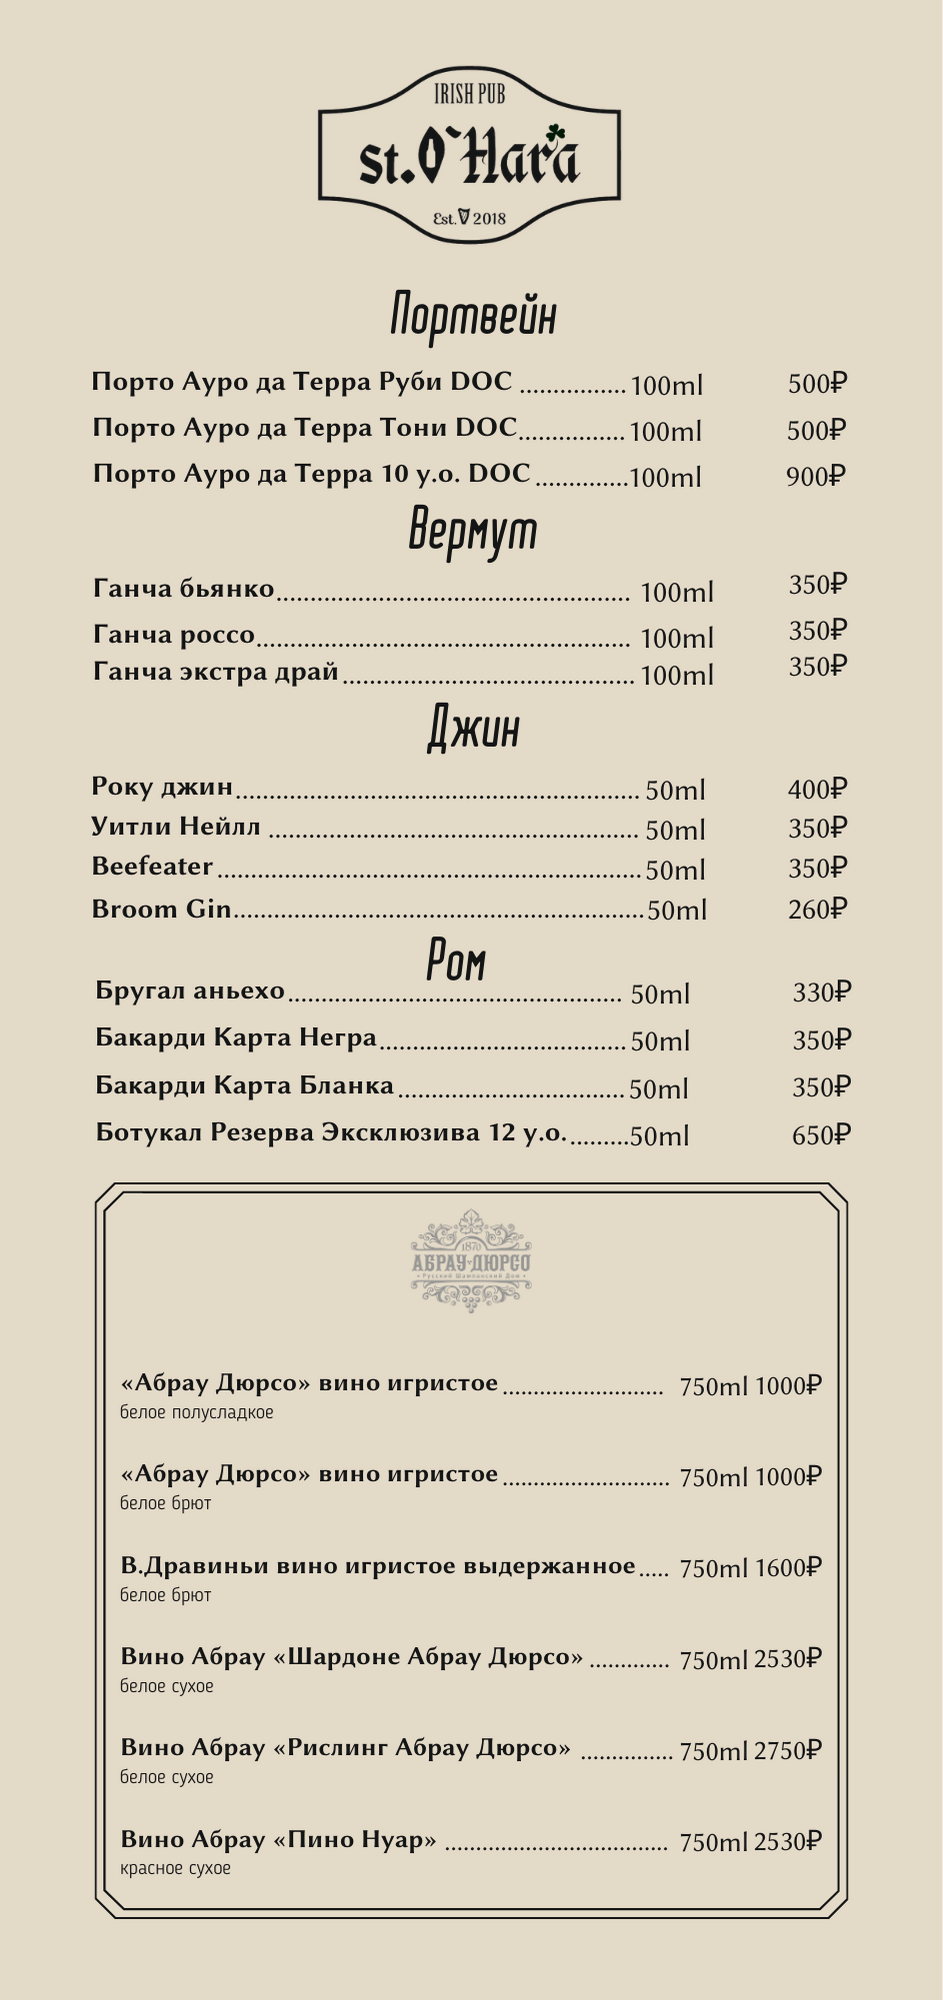 IRISH PUB
st.O`Hara
Est. 2018
Портвейн
Порто Ауро да Терра Руби DOC ................ 100ml 500₽
Порто Ауро да Терра Тони DOC................ 100ml 500₽
Порто Ауро да Терра 10 y.o. DOC ..............100ml 900₽
Вермут
Ганча бьянко..................................................... 100ml 350₽
Ганча россо........................................................ 100ml 350₽
Ганча экстра драй............................................ 100ml 350₽
Джин
Року джин............................................................ 50ml 400₽
Уитли Нейлл ....................................................... 50ml 350₽
Beefeater............................................................... 50ml 350₽
Broom Gin.............................................................50ml 260₽
Ром
Бругал аньехо.................................................. 50ml 330₽
Бакарди Карта Негра..................................... 50ml 350₽
Бакарди Карта Бланка.................................. 50ml 350₽
Ботукал Резерва Эксклюзива 12 y.o..........50ml 650₽
1870
АБРАУ-ДЮРСО
• Русский Шампанский Дом •
«Абрау Дюрсо» вино игристое ........................ 750ml 1000₽
белое полусладкое
«Абрау Дюрсо» вино игристое ......................... 750ml 1000₽
белое брют
В.Дравиньи вино игристое выдержанное..... 750ml 1600₽
белое брют
Вино Абрау «Шардоне Абрау Дюрсо» ............ 750ml 2530₽
белое сухое
Вино Абрау «Рислинг Абрау Дюрсо» .............. 750ml 2750₽
белое сухое
Вино Абрау «Пино Нуар» ................................. 750ml 2530₽
красное сухое